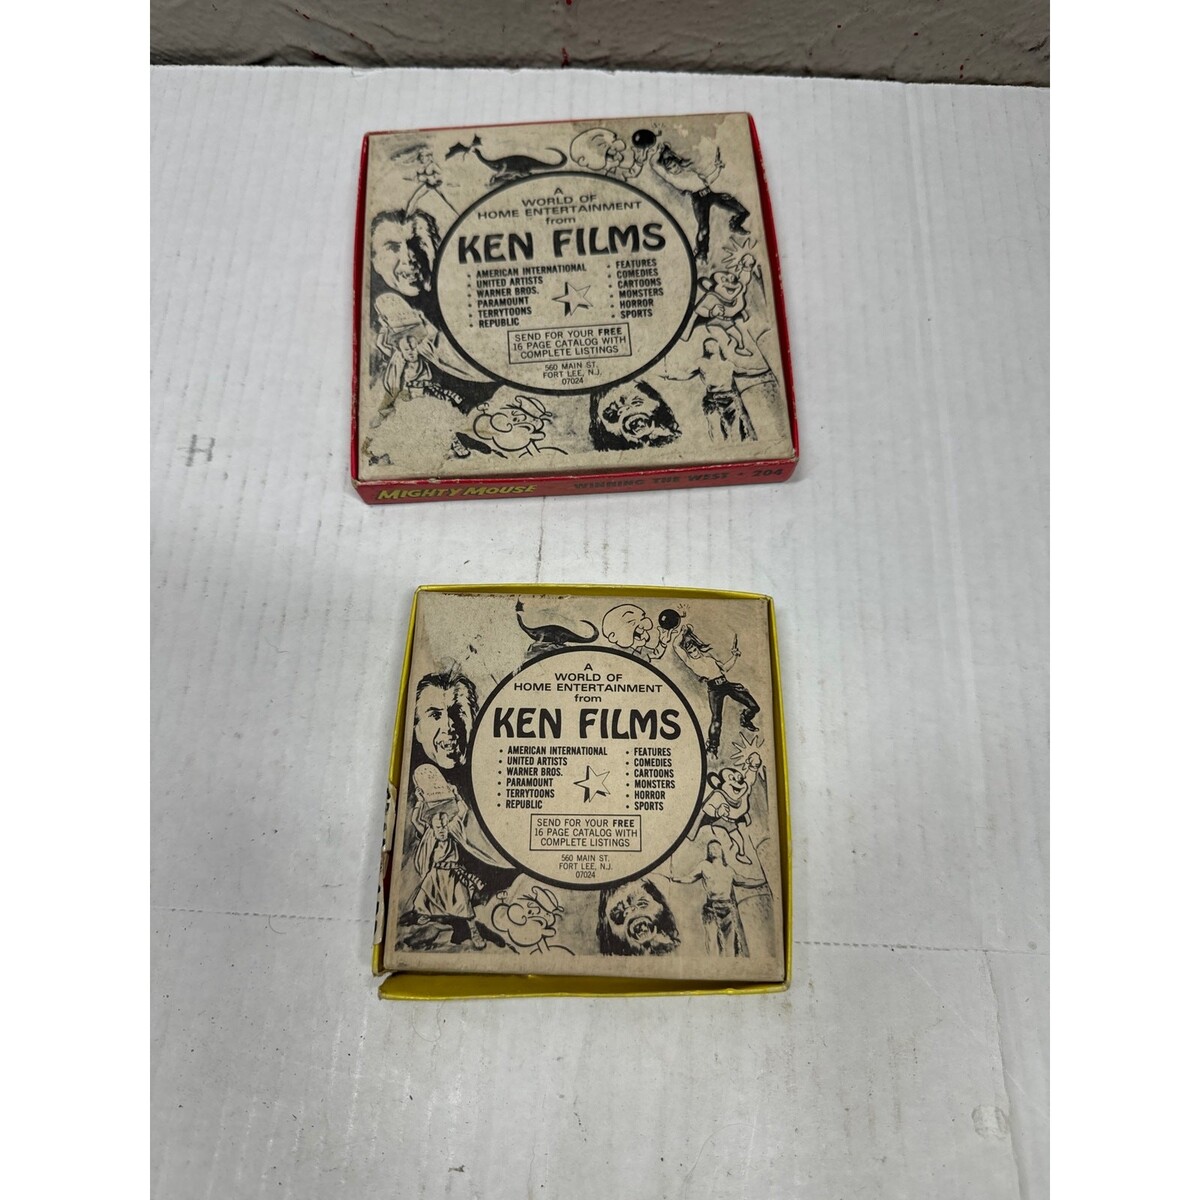 A
WORLD OF
HOME ENTERTAINMENT
from
KEN FILMS
• AMERICAN INTERNATIONAL
• UNITED ARTISTS
• WARNER BROS.
• PARAMOUNT
• TERRYTOONS
• REPUBLIC
• FEATURES
• COMEDIES
• CARTOONS
• MONSTERS
• HORROR
• SPORTS
SEND FOR YOUR FREE
16 PAGE CATALOG WITH
COMPLETE LISTINGS
560 MAIN ST.
FORT LEE, N.J.
07024
MIGHTY MOUSE WINNING THE WEST • 204
A
WORLD OF
HOME ENTERTAINMENT
from
KEN FILMS
• AMERICAN INTERNATIONAL
• UNITED ARTISTS
• WARNER BROS.
• PARAMOUNT
• TERRYTOONS
• REPUBLIC
• FEATURES
• COMEDIES
• CARTOONS
• MONSTERS
• HORROR
• SPORTS
SEND FOR YOUR FREE
16 PAGE CATALOG WITH
COMPLETE LISTINGS
560 MAIN ST.
FORT LEE, N.J.
07024